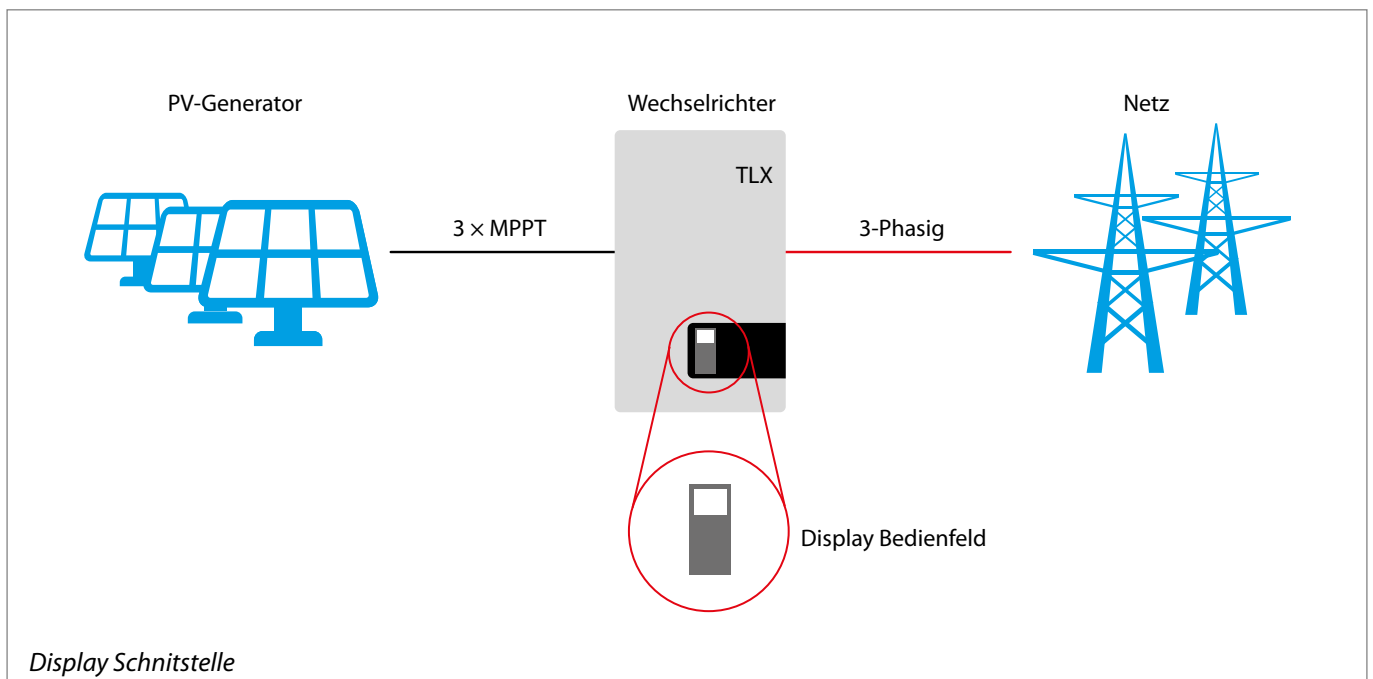 PV-Generator
Wechselrichter
Netz
TLX
3 × MPPT
3-Phasig
Display Bedienfeld
Display Schnitstelle